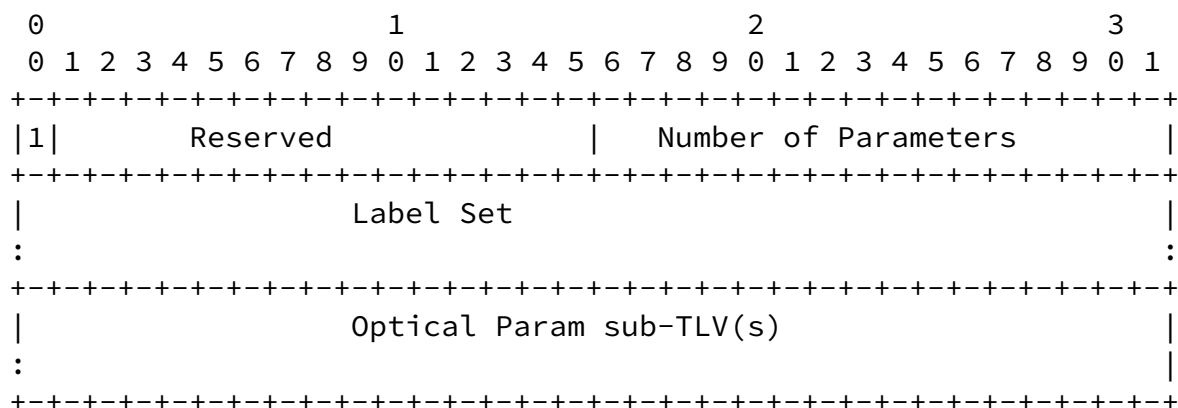 0                   1                   2                   3
 0 1 2 3 4 5 6 7 8 9 0 1 2 3 4 5 6 7 8 9 0 1 2 3 4 5 6 7 8 9 0 1
+-+-+-+-+-+-+-+-+-+-+-+-+-+-+-+-+-+-+-+-+-+-+-+-+-+-+-+-+-+-+-+-+
|1|       Reserved              |   Number of Parameters        |
+-+-+-+-+-+-+-+-+-+-+-+-+-+-+-+-+-+-+-+-+-+-+-+-+-+-+-+-+-+-+-+-+
|                  Label Set                                    |
:                                                               :
+-+-+-+-+-+-+-+-+-+-+-+-+-+-+-+-+-+-+-+-+-+-+-+-+-+-+-+-+-+-+-+-+
|                  Optical Param sub-TLV(s)                     |
:                                                               |
+-+-+-+-+-+-+-+-+-+-+-+-+-+-+-+-+-+-+-+-+-+-+-+-+-+-+-+-+-+-+-+-+